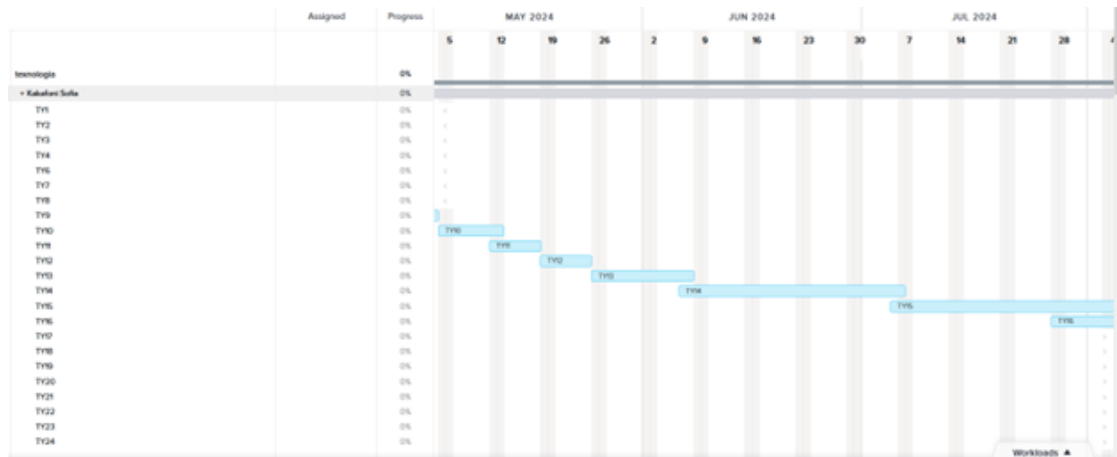 Assigned Progress MAY 2024 JUN 2024 JUL 2024
5 12 19 26 2 9 16 23 30 7 14 21 28 4
texnologia 0%
Kakafoni Sofia 0%
TY1 0%
TY2 0%
TY3 0%
TY4 0%
TY6 0%
TY7 0%
TY8 0%
TY9 0%
TY10 0% TY10
TY11 0% TY11
TY12 0% TY12
TY13 0% TY13
TY14 0% TY14
TY15 0% TY15
TY16 0% TY16
TY17 0%
TY18 0%
TY19 0%
TY20 0%
TY21 0%
TY22 0%
TY23 0%
TY24 0%
Workloads